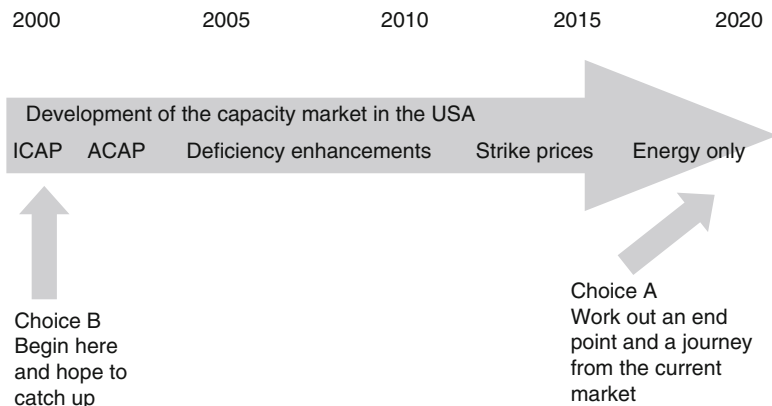 2000 2005 2010 2015 2020
Development of the capacity market in the USA
ICAP ACAP Deficiency enhancements Strike prices Energy only
Choice B
Begin here
and hope to
catch up
Choice A
Work out an end
point and a journey
from the current
market